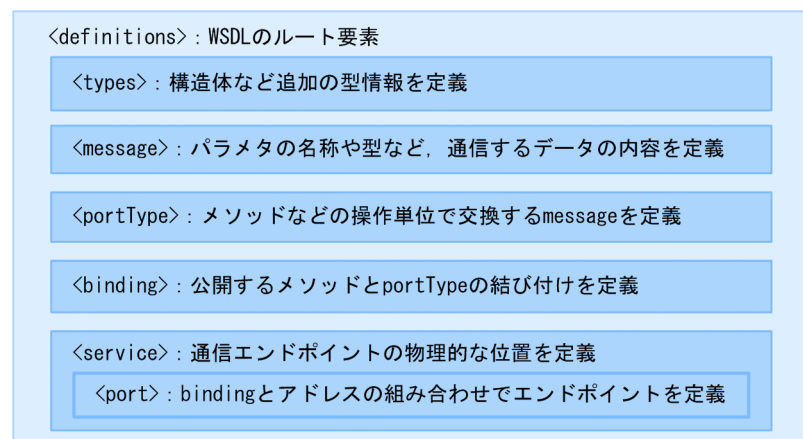 <definitions>：WSDLのルート要素
<types>：構造体など追加の型情報を定義
<message>：パラメタの名称や型など，通信するデータの内容を定義
<portType>：メソッドなどの操作単位で交換するmessageを定義
<binding>：公開するメソッドとportTypeの結び付けを定義
<service>：通信エンドポイントの物理的な位置を定義
<port>：bindingとアドレスの組み合わせでエンドポイントを定義